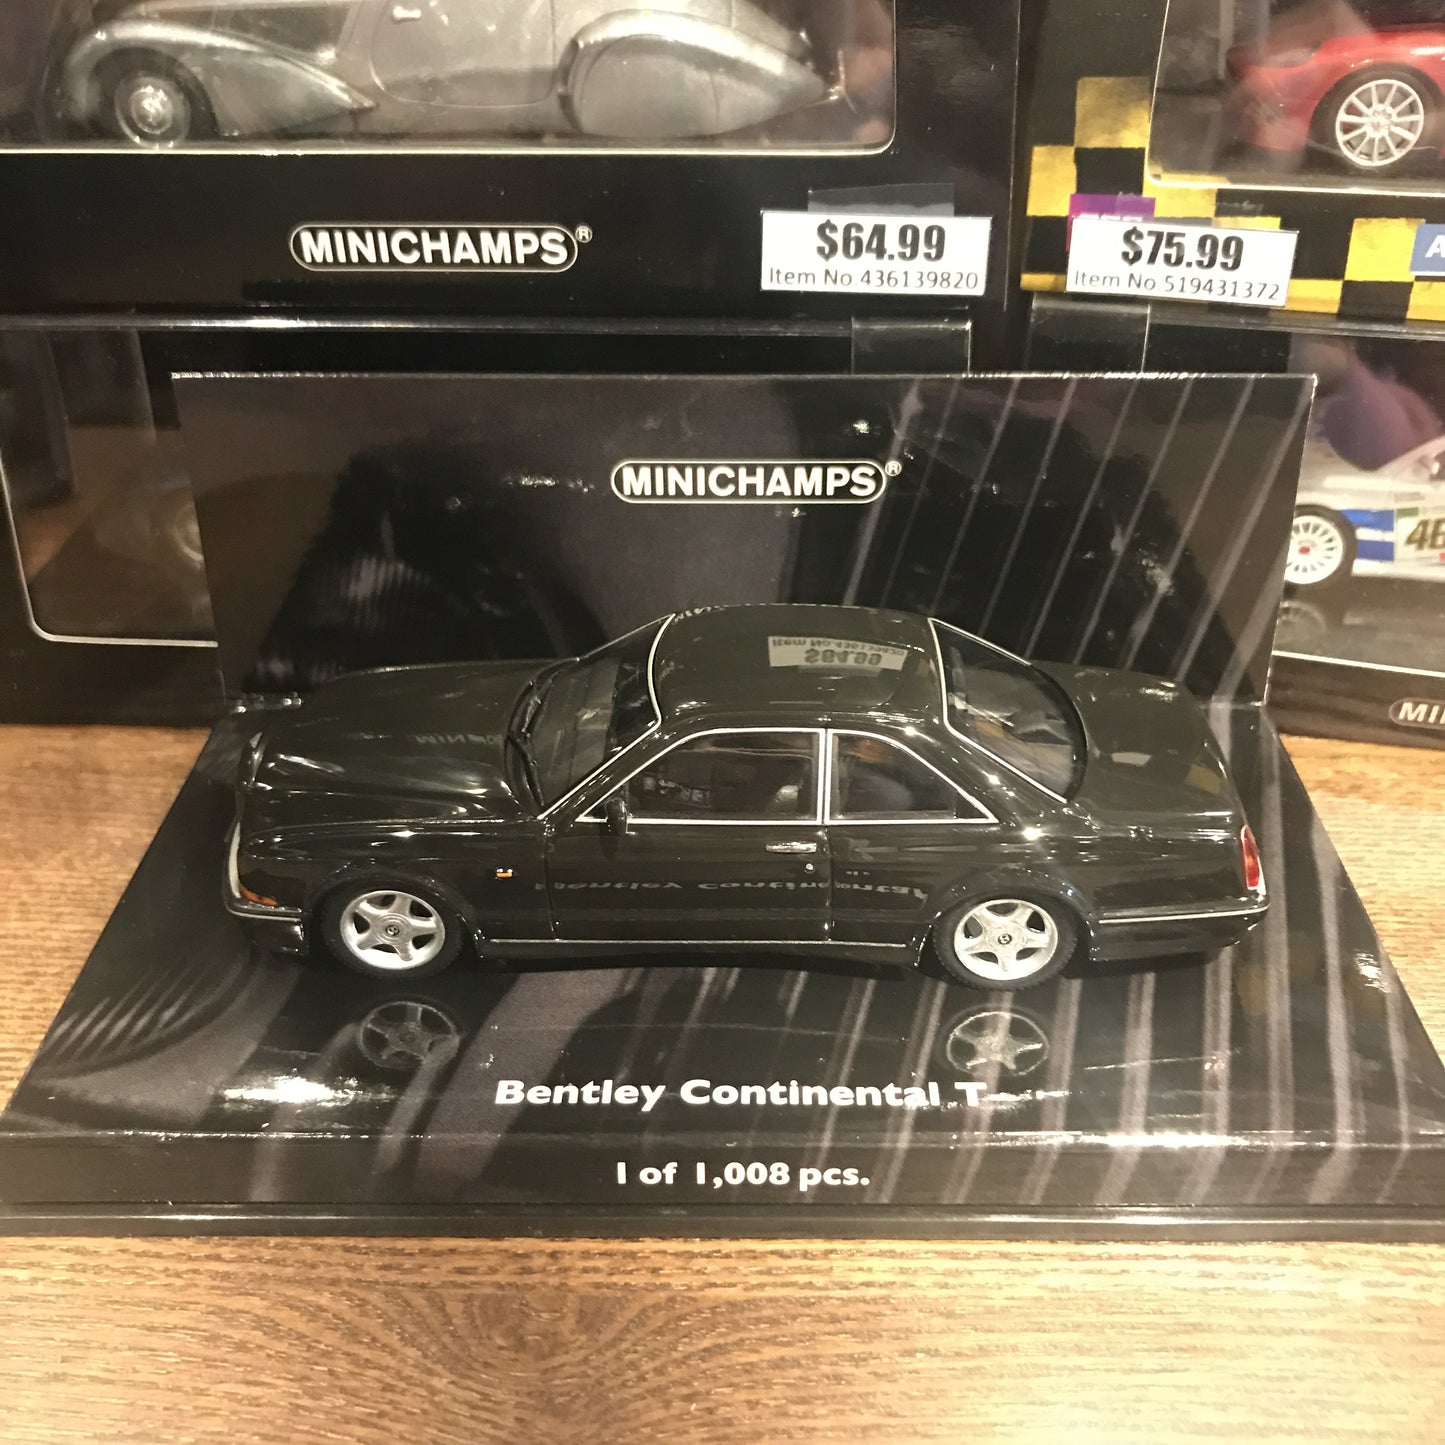 MINICHAMPS®
$64.99
Item No.436139820
$75.99
Item No.519431372
MINICHAMPS®
46
Bentley Continental T
1 of 1,008 pcs.